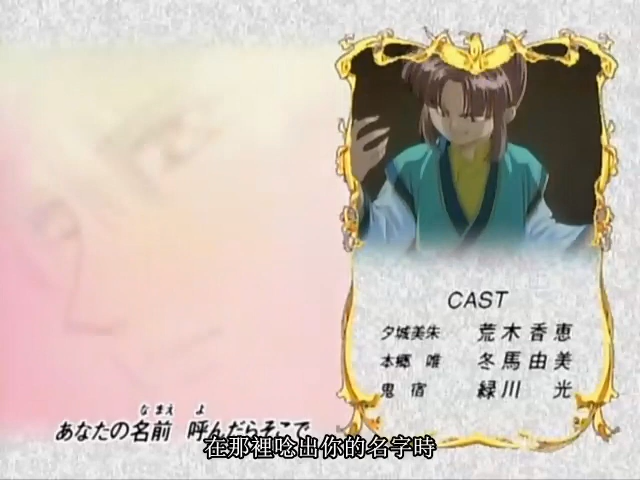 CAST
夕城美朱 荒木香恵
本郷 唯 冬馬由美
鬼宿 緑川 光
なまえ よ
あなたの名前 呼んだらそこで
在那裡唸出你的名字時